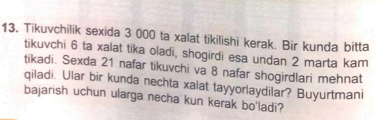 13. Tikuvchilik sexida 3 000 ta xalat tikilishi kerak. Bir kunda bitta
tikuvchi 6 ta xalat tika oladi, shogirdi esa undan 2 marta kam
tikadi. Sexda 21 nafar tikuvchi va 8 nafar shogirdlari mehnat
qiladi. Ular bir kunda nechta xalat tayyorlaydilar? Buyurtmani
bajarish uchun ularga necha kun kerak bo'ladi?